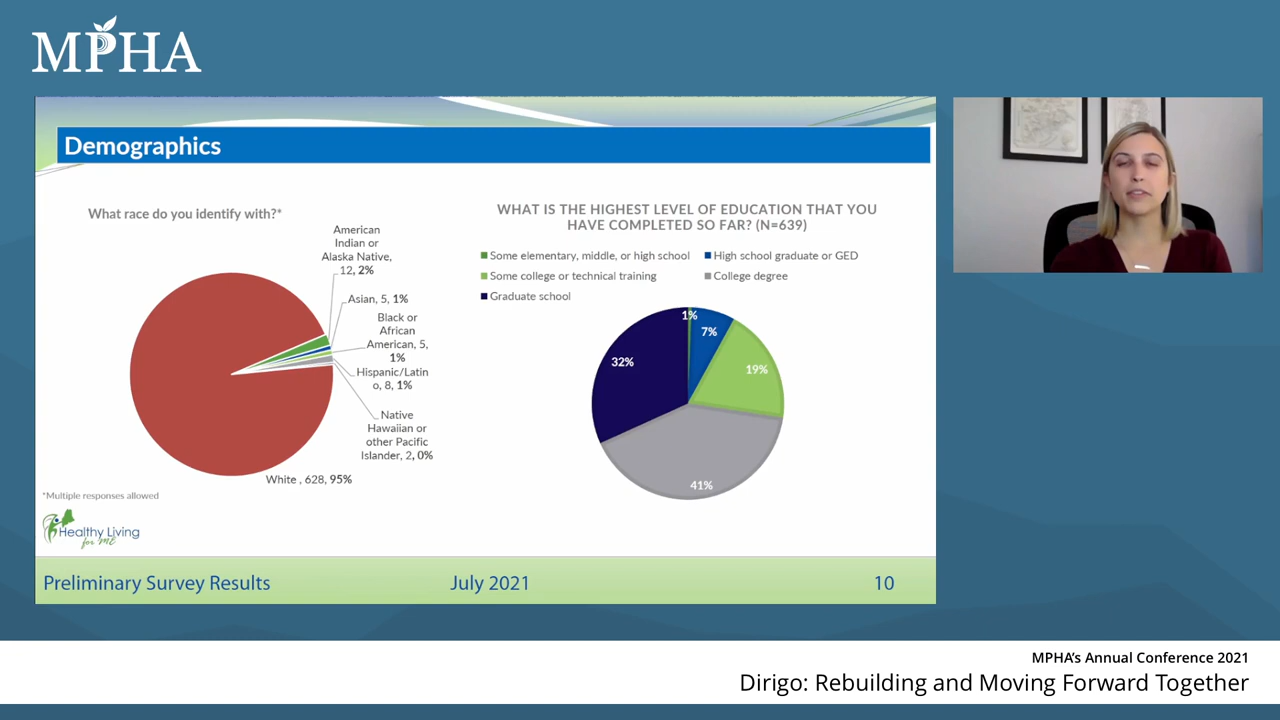 MPHA
Demographics
What race do you identify with?*
American
Indian or
Alaska Native,
12, 2%
Asian, 5, 1%
Black or
African
American, 5,
1%
Hispanic/Latin
o, 8, 1%
Native
Hawaiian or
other Pacific
Islander, 2, 0%
White , 628, 95%
*Multiple responses allowed
WHAT IS THE HIGHEST LEVEL OF EDUCATION THAT YOU
HAVE COMPLETED SO FAR? (N=639)
Some elementary, middle, or high school
High school graduate or GED
Some college or technical training
College degree
Graduate school
1%
7%
19%
41%
32%
Healthy Living
for ME
Preliminary Survey Results
July 2021
10
MPHA's Annual Conference 2021
Dirigo: Rebuilding and Moving Forward Together